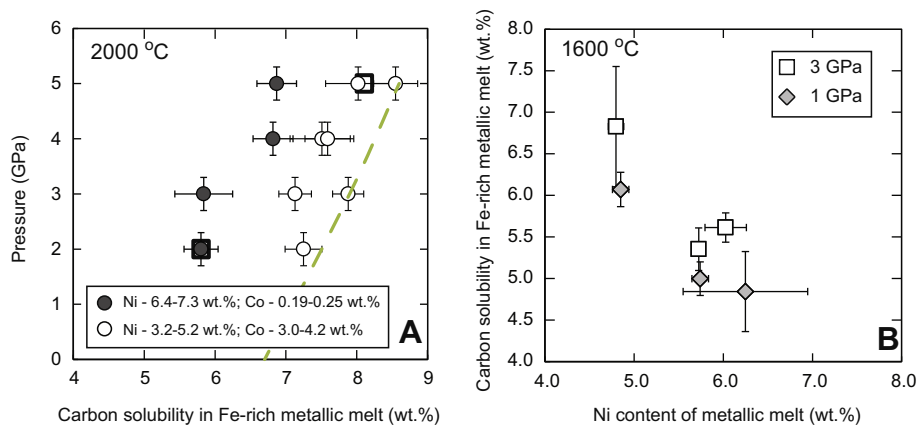 2000 °C
Pressure (GPa)
6
5
4
3
2
1
0
Ni - 6.4-7.3 wt.%; Co - 0.19-0.25 wt.%
Ni - 3.2-5.2 wt.%; Co - 3.0-4.2 wt.%
A
4 5 6 7 8 9
Carbon solubility in Fe-rich metallic melt (wt.%)
1600 °C
Carbon solubility in Fe-rich metallic melt (wt.%)
8.0
7.5
7.0
6.5
6.0
5.5
5.0
4.5
4.0
3 GPa
1 GPa
B
4.0 5.0 6.0 7.0 8.0
Ni content of metallic melt (wt.%)